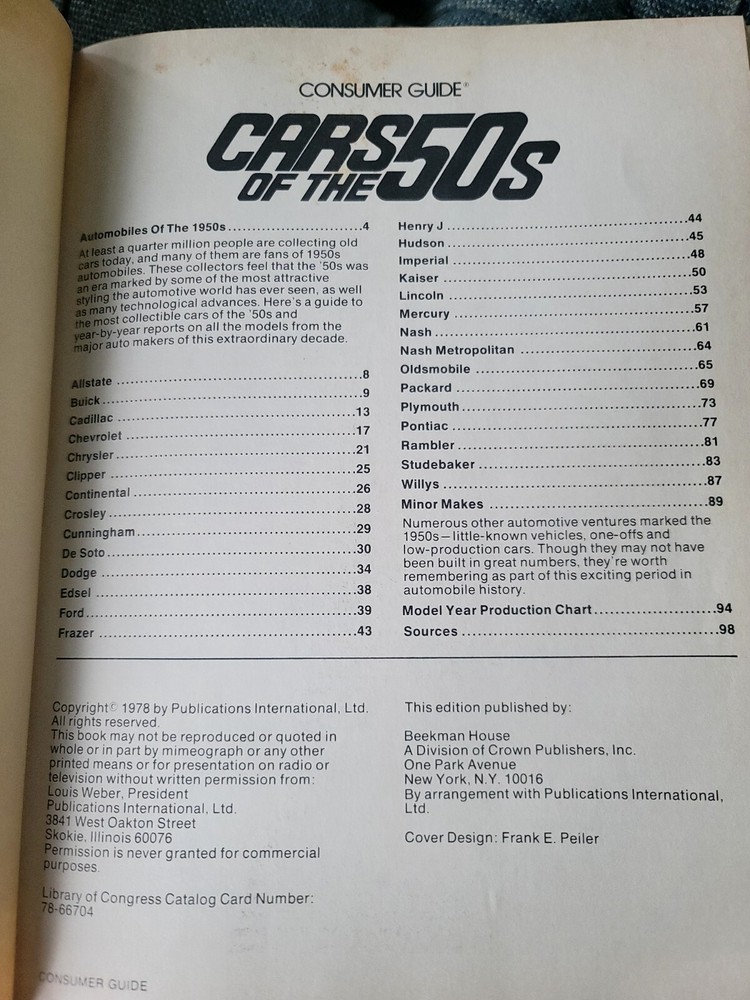 CONSUMER GUIDE®
CARS
OF THE 50s
Automobiles Of The 1950s..............................4
At least a quarter million people are collecting old
cars today, and many of them are fans of 1950s
automobiles. These collectors feel that the '50s was
an era marked by some of the most attractive
styling the automotive world has ever seen, as well
as many technological advances. Here's a guide to
the most collectible cars of the '50s and
year-by-year reports on all the models from the
major auto makers of this extraordinary decade.
Allstate ..............................8
Buick..............................9
Cadillac ..............................13
Chevrolet ..............................17
Chrysler..............................21
Clipper ..............................25
Continental ..............................26
Crosley..............................28
Cunningham..............................29
De Soto..............................30
Dodge ..............................34
Edsel ..............................38
Ford..............................39
Frazer ..............................43
Henry J ..............................44
Hudson ..............................45
Imperial ..............................48
Kaiser ..............................50
Lincoln ..............................53
Mercury ..............................57
Nash..............................61
Nash Metropolitan ..............................64
Oldsmobile ..............................65
Packard ..............................69
Plymouth..............................73
Pontiac ..............................77
Rambler..............................81
Studebaker ..............................83
Willys ..............................87
Minor Makes ..............................89
Numerous other automotive ventures marked the
1950s—little-known vehicles, one-offs and
low-production cars. Though they may not have
been built in great numbers, they're worth
remembering as part of this exciting period in
automobile history.
Model Year Production Chart..............................94
Sources ..............................98
Copyright© 1978 by Publications International, Ltd.
All rights reserved.
This book may not be reproduced or quoted in
whole or in part by mimeograph or any other
printed means or for presentation on radio or
television without written permission from:
Louis Weber, President
Publications International, Ltd.
3841 West Oakton Street
Skokie, Illinois 60076
Permission is never granted for commercial
purposes.
Library of Congress Catalog Card Number:
78-66704
This edition published by:
Beekman House
A Division of Crown Publishers, Inc.
One Park Avenue
New York, N.Y. 10016
By arrangement with Publications International,
Ltd.
Cover Design: Frank E. Peiler
CONSUMER GUIDE